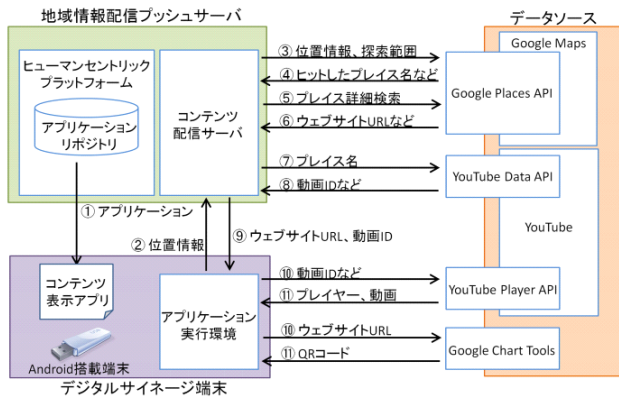 地域情報配信プッシュサーバ
データソース
ヒューマンセントリック
プラットフォーム
アプリケーション
リポジトリ
コンテンツ
配信サーバ
③ 位置情報、探索範囲
④ ヒットしたプレイス名など
⑤ プレイス詳細検索
⑥ ウェブサイトURLなど
⑦ プレイス名
⑧ 動画IDなど
Google Maps
Google Places API
YouTube Data API
YouTube
① アプリケーション
② 位置情報
⑨ ウェブサイトURL、動画ID
コンテンツ
表示アプリ
Android搭載端末
アプリケーション
実行環境
⑩ 動画IDなど
⑪ プレイヤー、動画
⑩ ウェブサイトURL
⑪ QRコード
YouTube Player API
Google Chart Tools
デジタルサイネージ端末